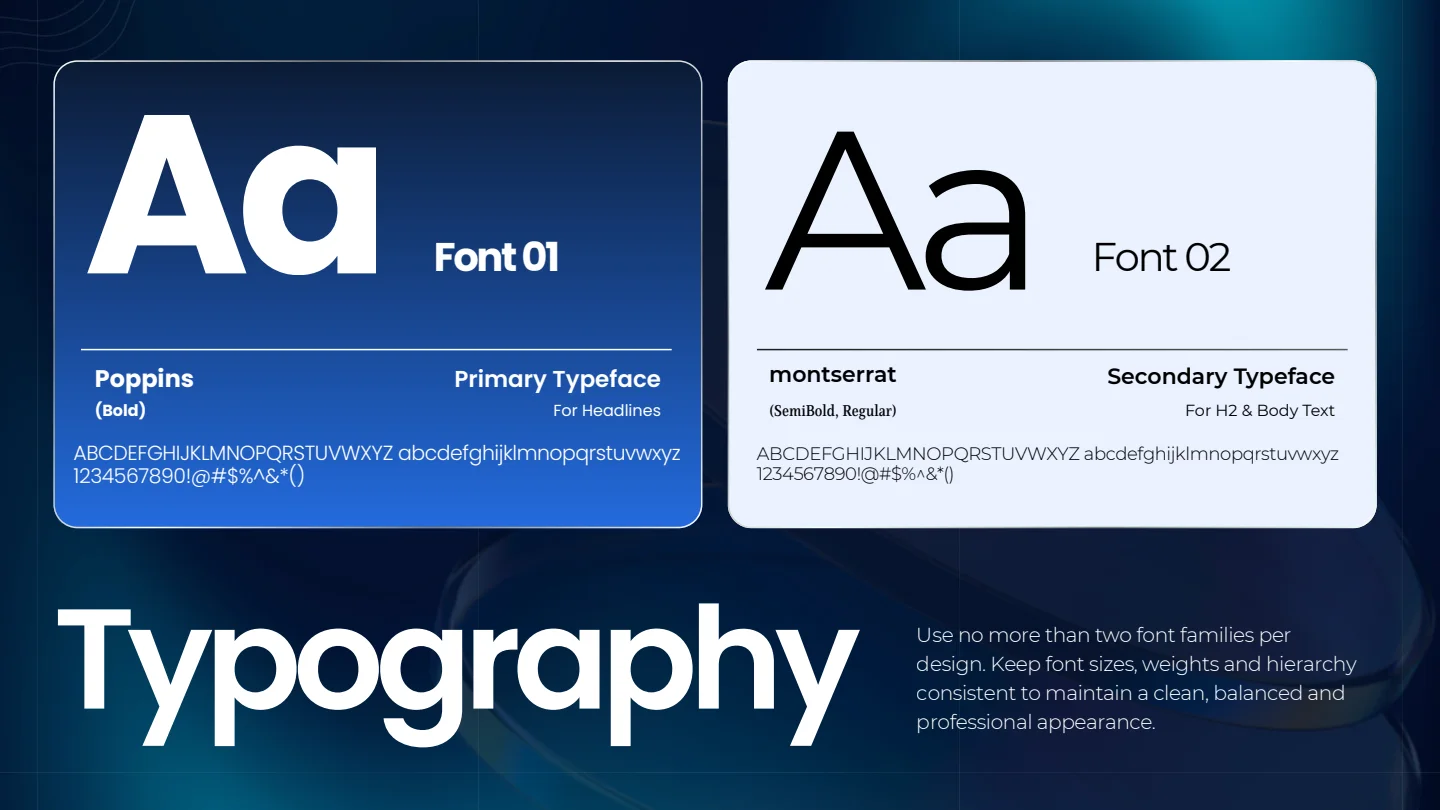 Aa
Font 01
Poppins
(Bold)
Primary Typeface
For Headlines
ABCDEFGHIJKLMNOPQRSTUVWXYZ abcdefghijklmnopqrstuvwxyz
1234567890!@#$%^&*()
Aa
Font 02
montserrat
(SemiBold, Regular)
Secondary Typeface
For H2 & Body Text
ABCDEFGHIJKLMNOPQRSTUVWXYZ abcdefghijklmnopqrstuvwxyz
1234567890!@#$%^&*()
Typography
Use no more than two font families per
design. Keep font sizes, weights and hierarchy
consistent to maintain a clean, balanced and
professional appearance.